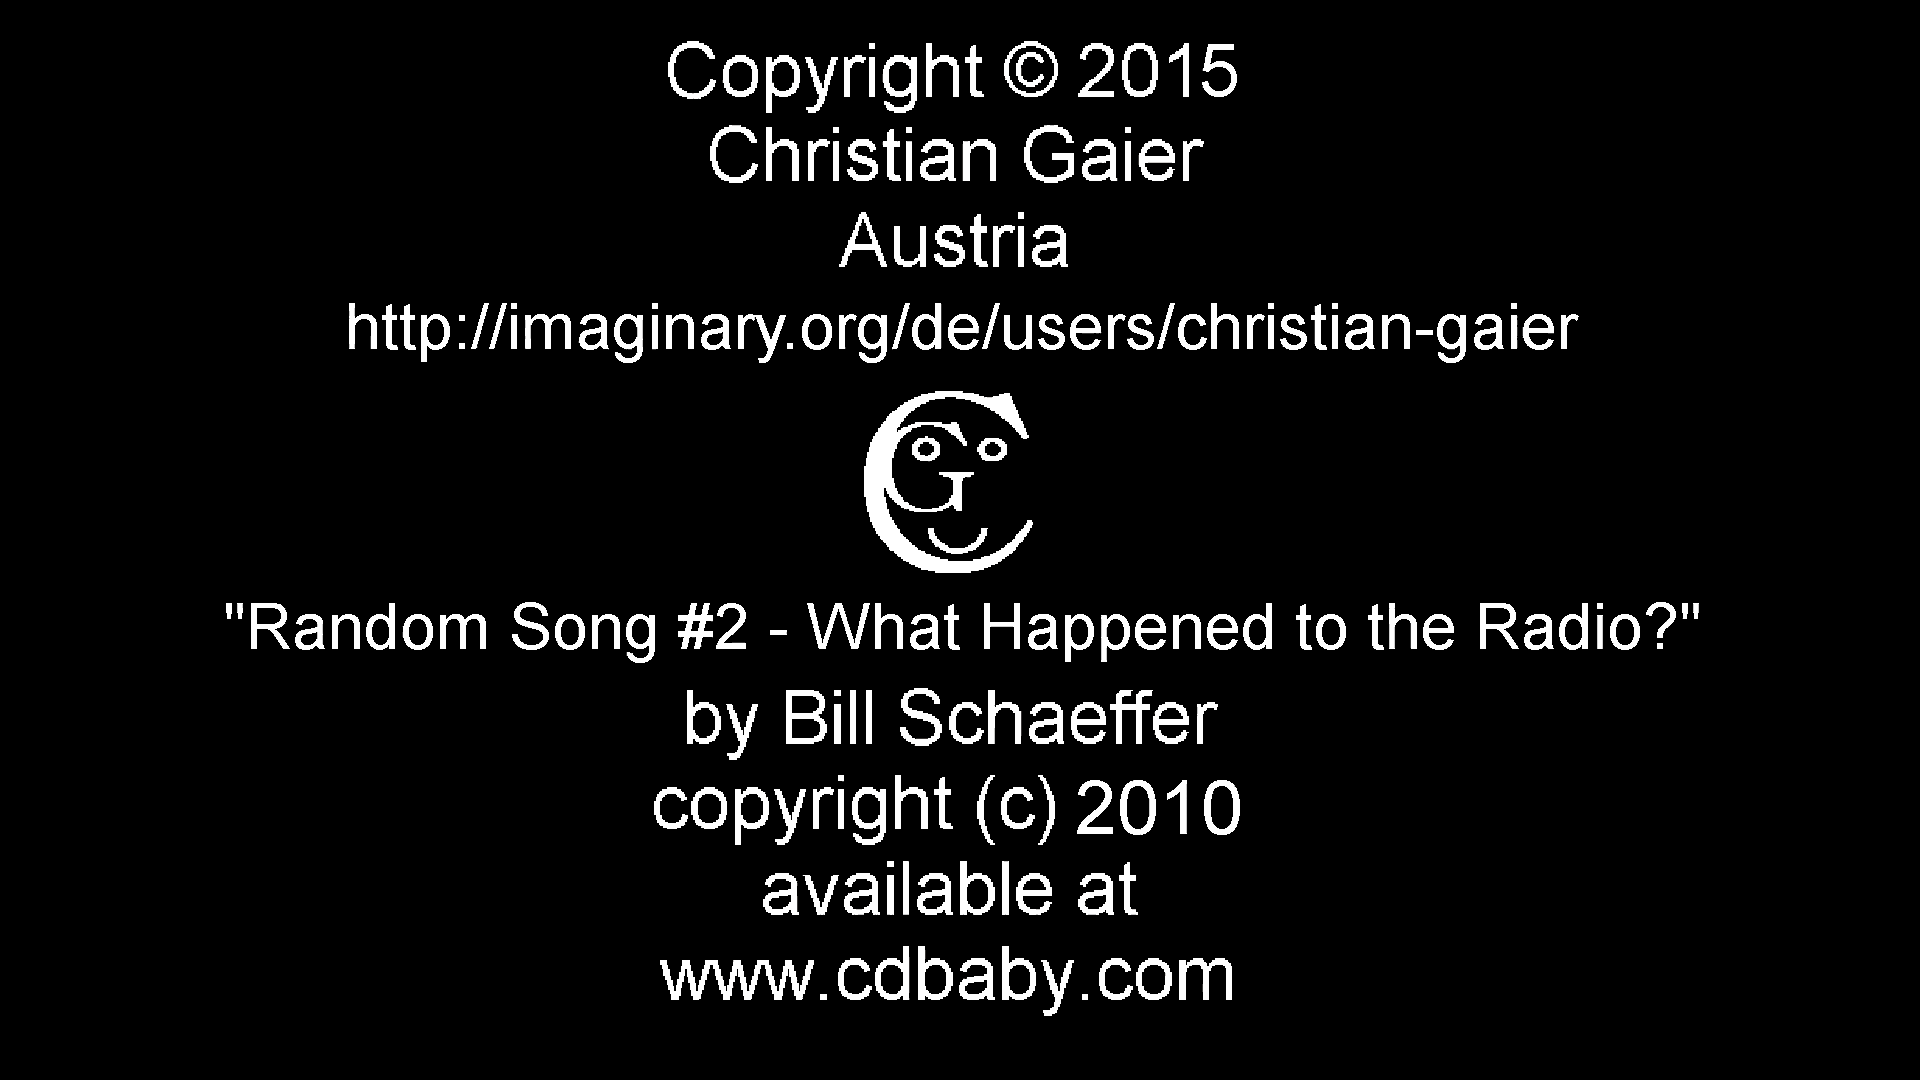 Copyright © 2015
Christian Gaier
Austria
http://imaginary.org/de/users/christian-gaier
CG
"Random Song #2 - What Happened to the Radio?"
by Bill Schaeffer
copyright (c) 2010
available at
www.cdbaby.com